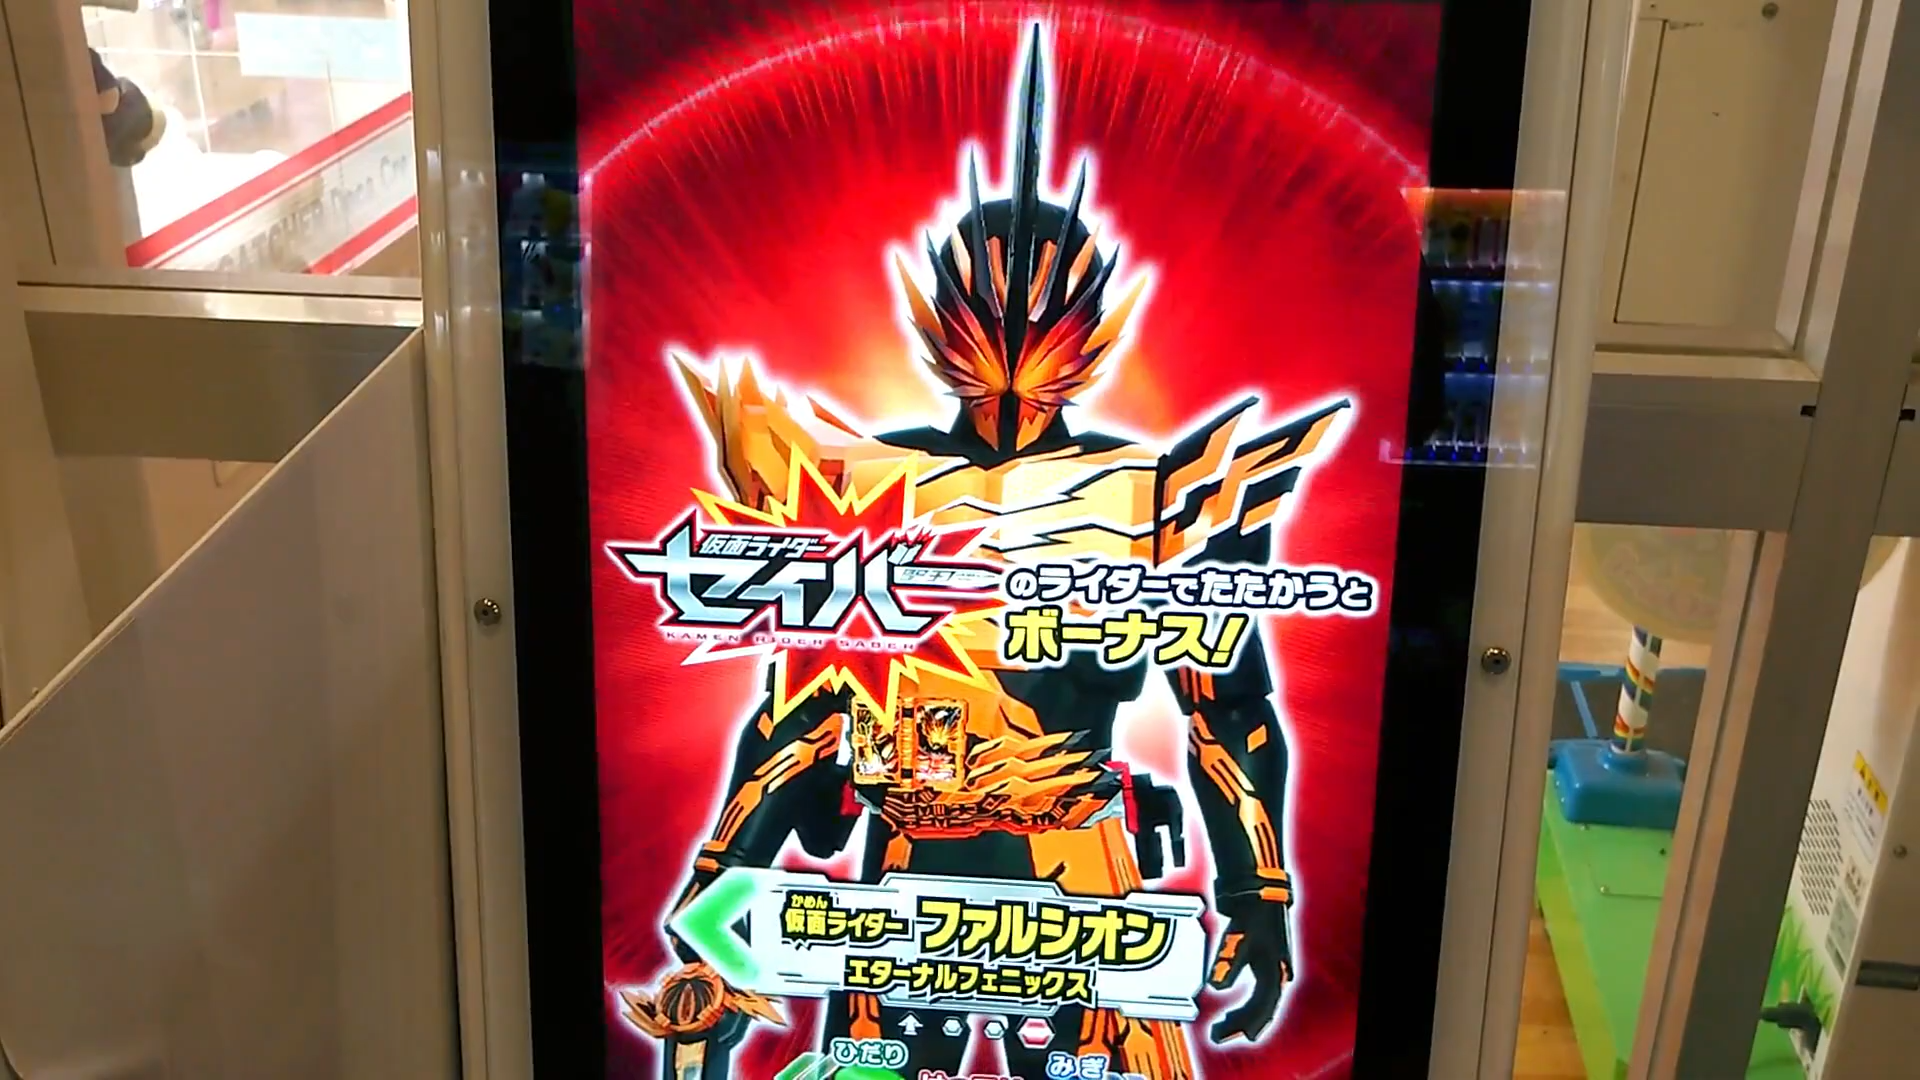 CATCHER
仮面ライダー
セイバー
聖刃
KAMEN RIDER SABER
のライダーでたたかうと
ボーナス!
かめん
仮面ライダー ファルシオン
エターナルフェニックス
ひだり
みぎ